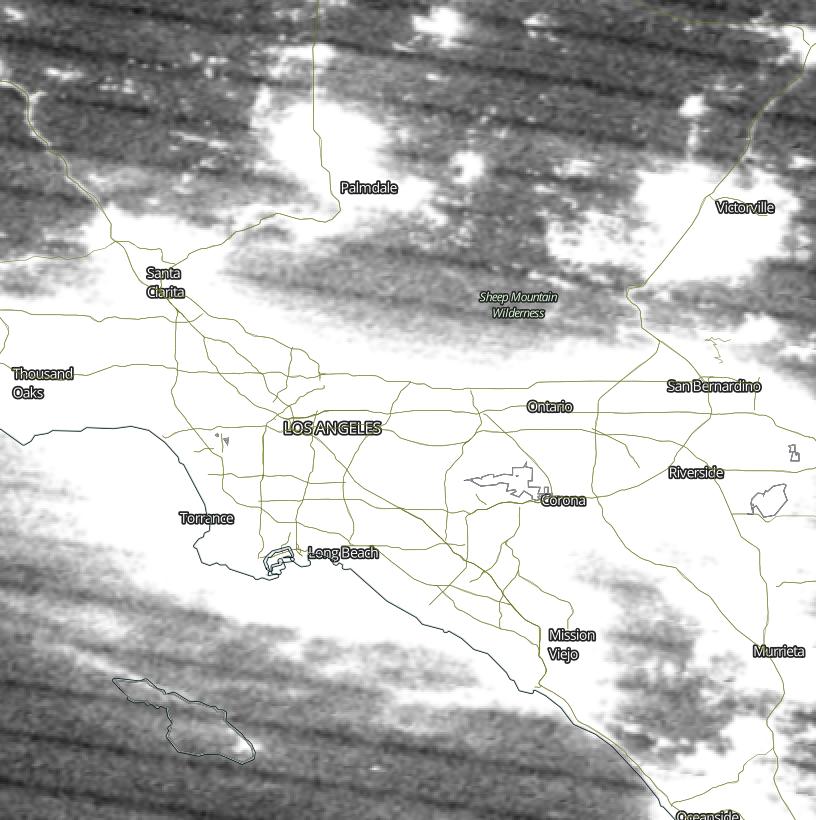 Palmdale
Victorville
Santa
Clarita
Sheep Mountain
Wilderness
Thousand
Oaks
San Bernardino
Ontario
LOS ANGELES
Riverside
Corona
Torrance
Long Beach
Mission
Viejo
Murrieta
Oceanside